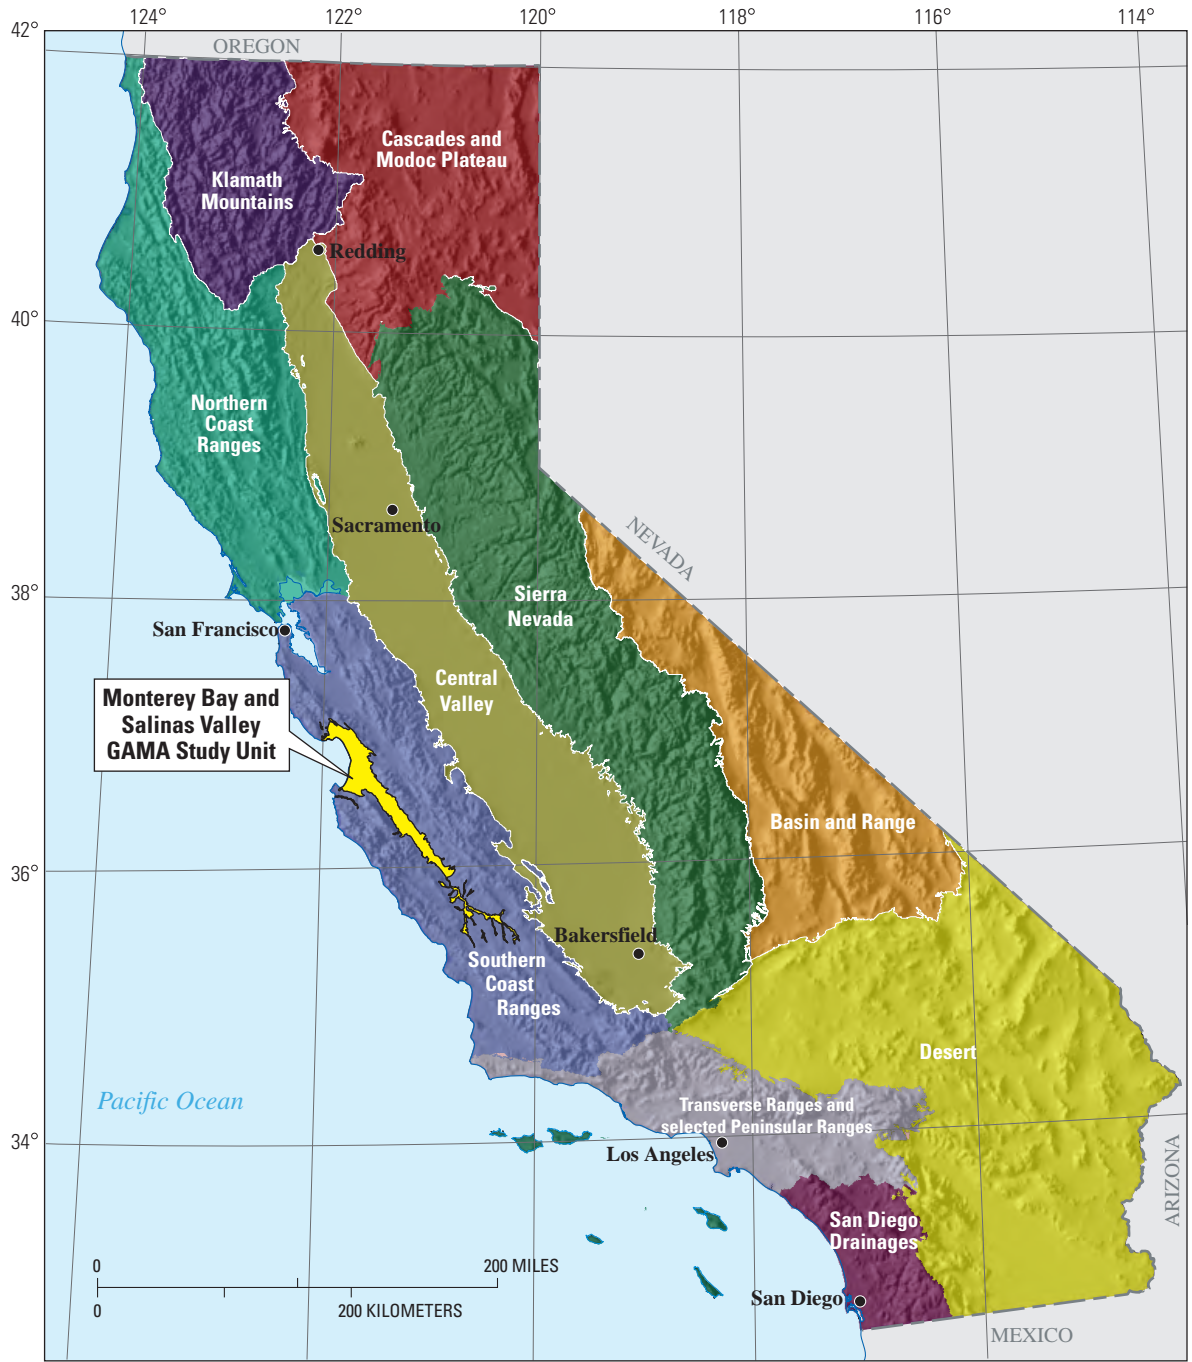 124°
122°
120°
118°
116°
114°
42°
OREGON
Cascades and
Modoc Plateau
Klamath
Mountains
Redding
40°
Northern
Coast
Ranges
Sacramento
NEVADA
38°
Sierra
Nevada
San Francisco
Central
Valley
Monterey Bay and
Salinas Valley
GAMA Study Unit
Basin and Range
36°
Bakersfield
Southern
Coast
Ranges
Desert
Pacific Ocean
Transverse Ranges and
selected Peninsular Ranges
34°
Los Angeles
ARIZONA
San Diego
Drainages
0
200 MILES
0
200 KILOMETERS
San Diego
MEXICO